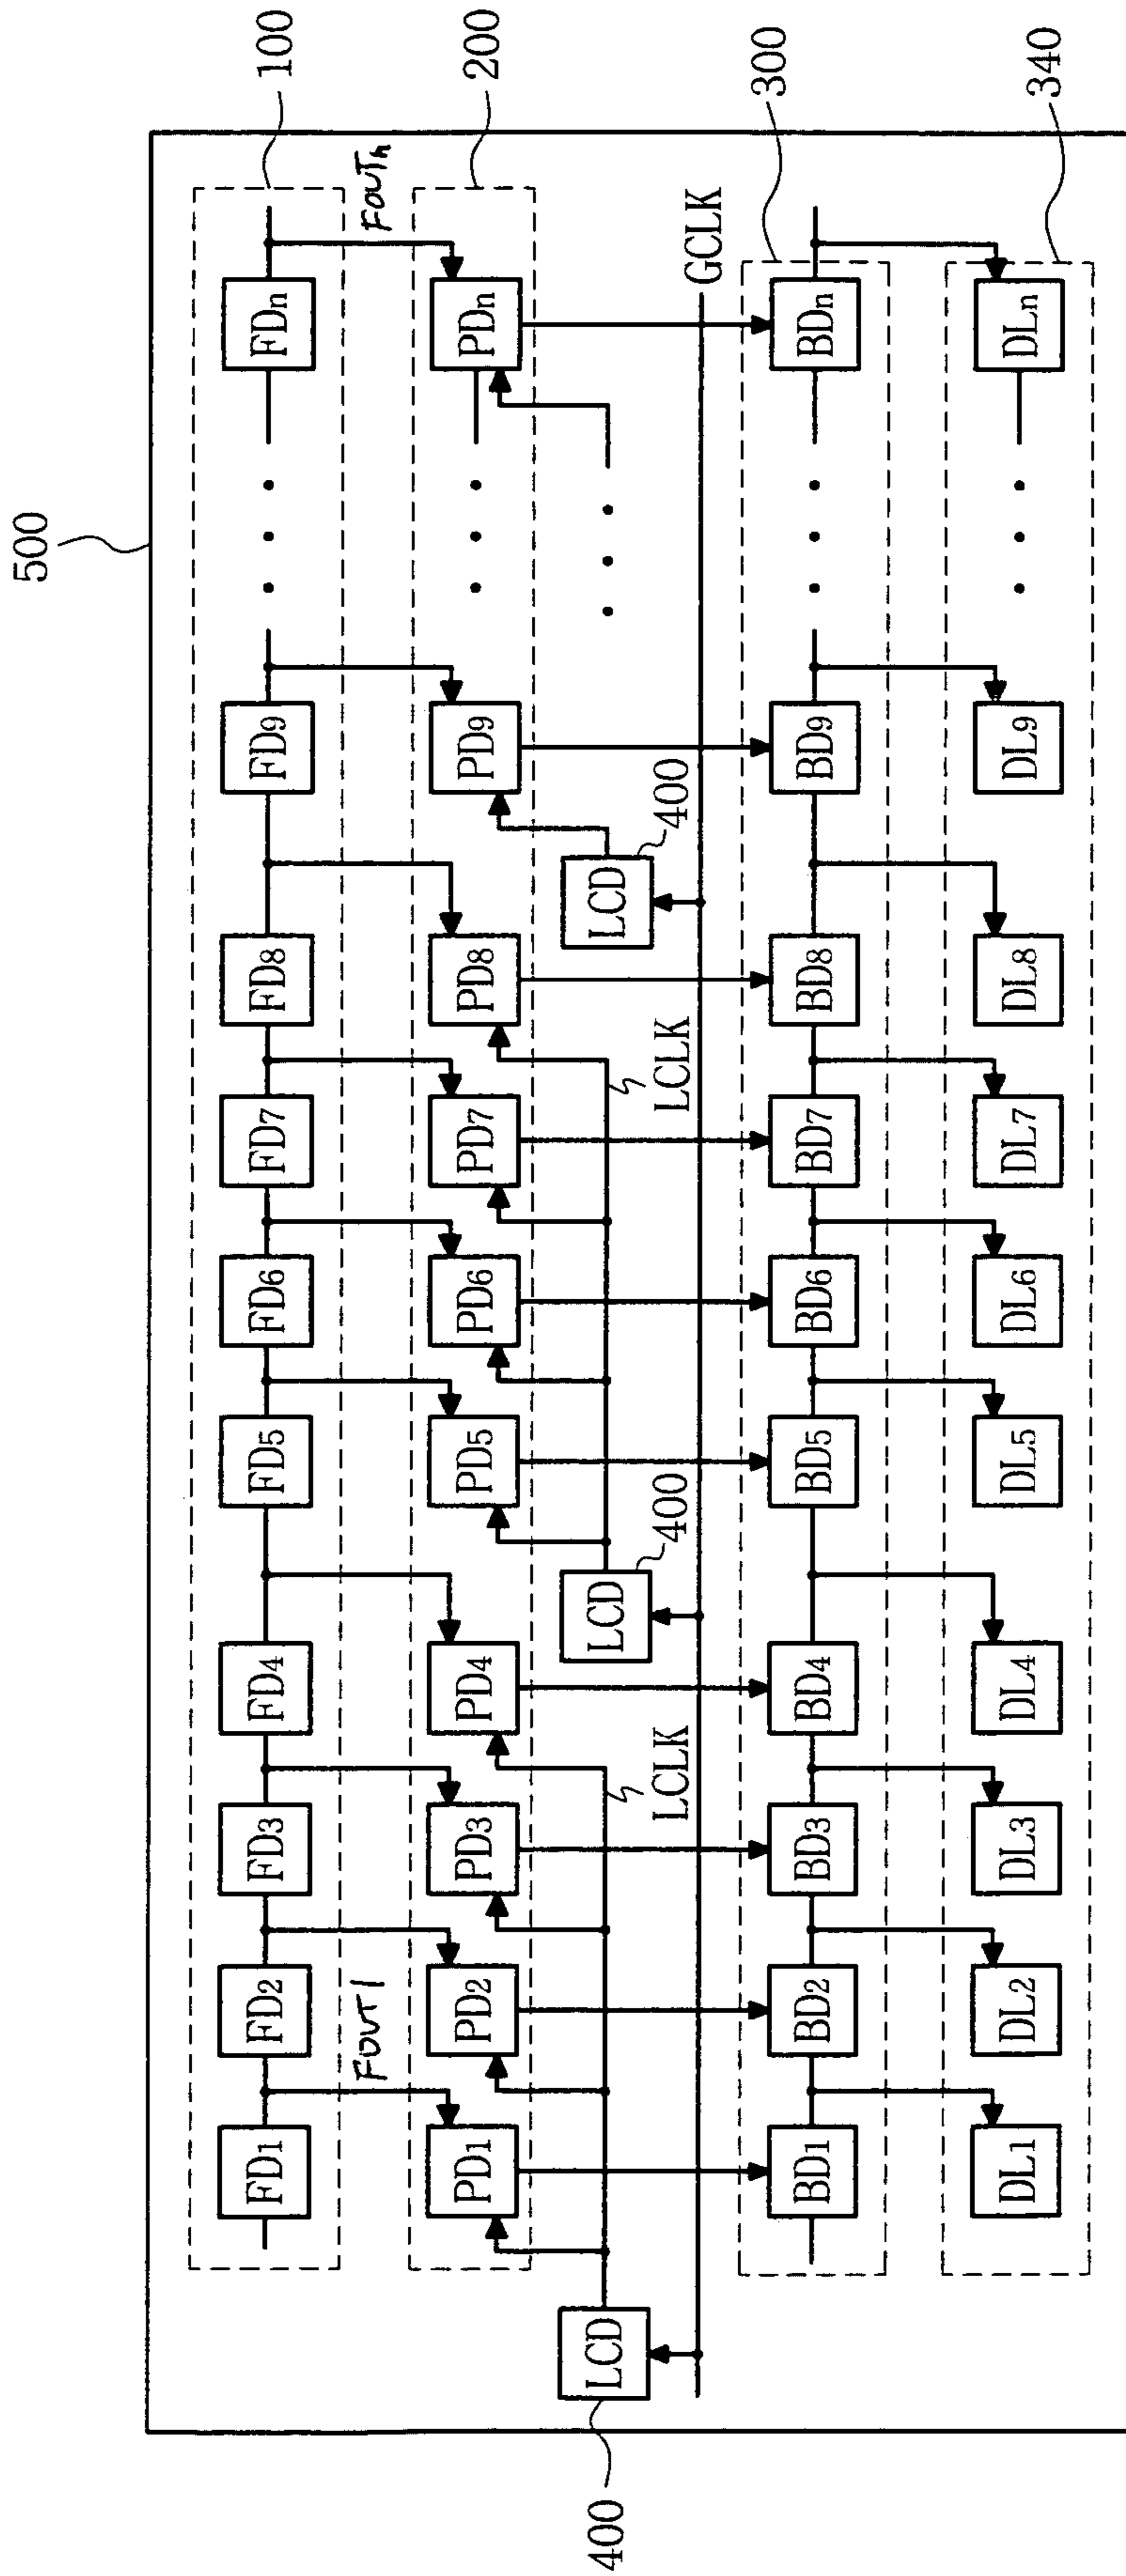 500
100
FD1 FD2 FD3 FD4 FD5 FD6 FD7 FD8 FD9 FDn
FOUT1 FOUTn
200
PD1 PD2 PD3 PD4 PD5 PD6 PD7 PD8 PD9 PDn
400 LCD LCD 400 LCD 400
LCLK LCLK
GCLK
300
BD1 BD2 BD3 BD4 BD5 BD6 BD7 BD8 BD9 BDn
340
DL1 DL2 DL3 DL4 DL5 DL6 DL7 DL8 DL9 DLn